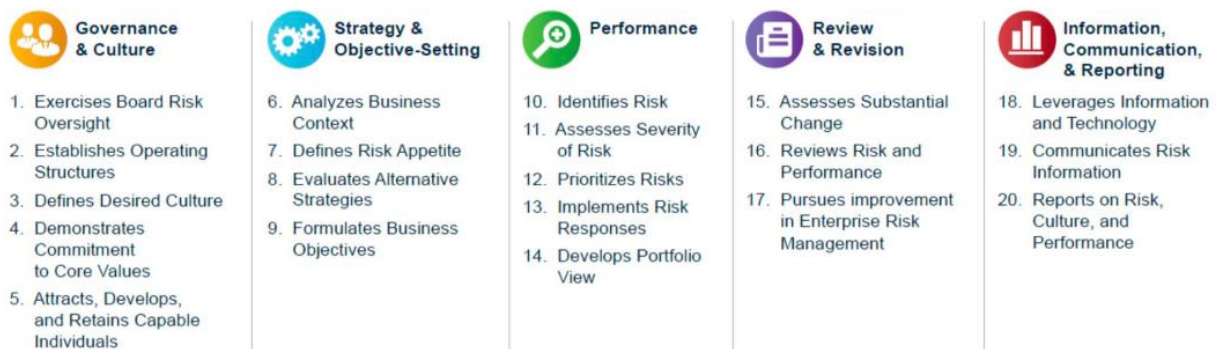 Governance
& Culture
1. Exercises Board Risk
Oversight
2. Establishes Operating
Structures
3. Defines Desired Culture
4. Demonstrates
Commitment
to Core Values
5. Attracts, Develops,
and Retains Capable
Individuals
Strategy &
Objective-Setting
6. Analyzes Business
Context
7. Defines Risk Appetite
8. Evaluates Alternative
Strategies
9. Formulates Business
Objectives
Performance
10. Identifies Risk
11. Assesses Severity
of Risk
12. Prioritizes Risks
13. Implements Risk
Responses
14. Develops Portfolio
View
Review
& Revision
15. Assesses Substantial
Change
16. Reviews Risk and
Performance
17. Pursues improvement
in Enterprise Risk
Management
Information,
Communication,
& Reporting
18. Leverages Information
and Technology
19. Communicates Risk
Information
20. Reports on Risk,
Culture, and
Performance